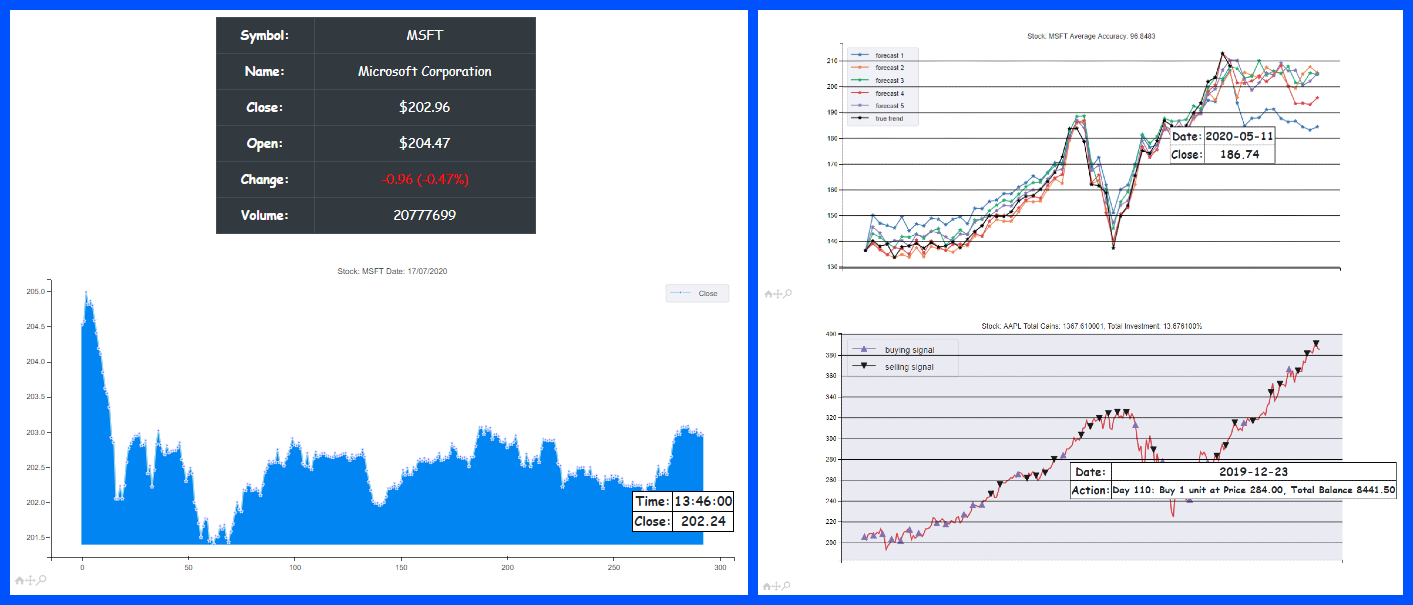 Symbol: MSFT
Name: Microsoft Corporation
Close: $202.96
Open: $204.47
Change: -0.96 (-0.47%)
Volume: 20777699
Stock: MSFT Date: 17/07/2020
Close
205.0
204.5
204.0
203.5
203.0
202.5
202.0
201.5
Time: 13:46:00
Close: 202.24
0 50 100 150 200 250 300
Stock: MSFT Average Accuracy: 96.8483
forecast 1
forecast 2
forecast 3
forecast 4
forecast 5
true trend
210
200
190
180
170
160
150
140
130
Date: 2020-05-11
Close: 186.74
Stock: AAPL Total Gains: 1367.610001, Total Investment: 13.676100%
buying signal
selling signal
400
380
360
340
320
300
280
260
240
220
200
Date: 2019-12-23
Action: Day 110: Buy 1 unit at Price 284.00, Total Balance 8441.50